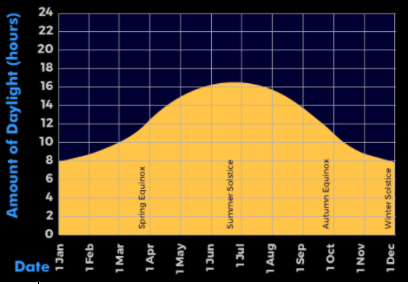 Amount of Daylight (hours)
24
22
20
18
16
14
12
10
8
6
4
2
0
Spring Equinox
Summer Solstice
Autumn Equinox
Winter Solstice
Date
1 Jan
1 Feb
1 Mar
1 Apr
1 May
1 Jun
1 Jul
1 Aug
1 Sep
1 Oct
1 Nov
1 Dec